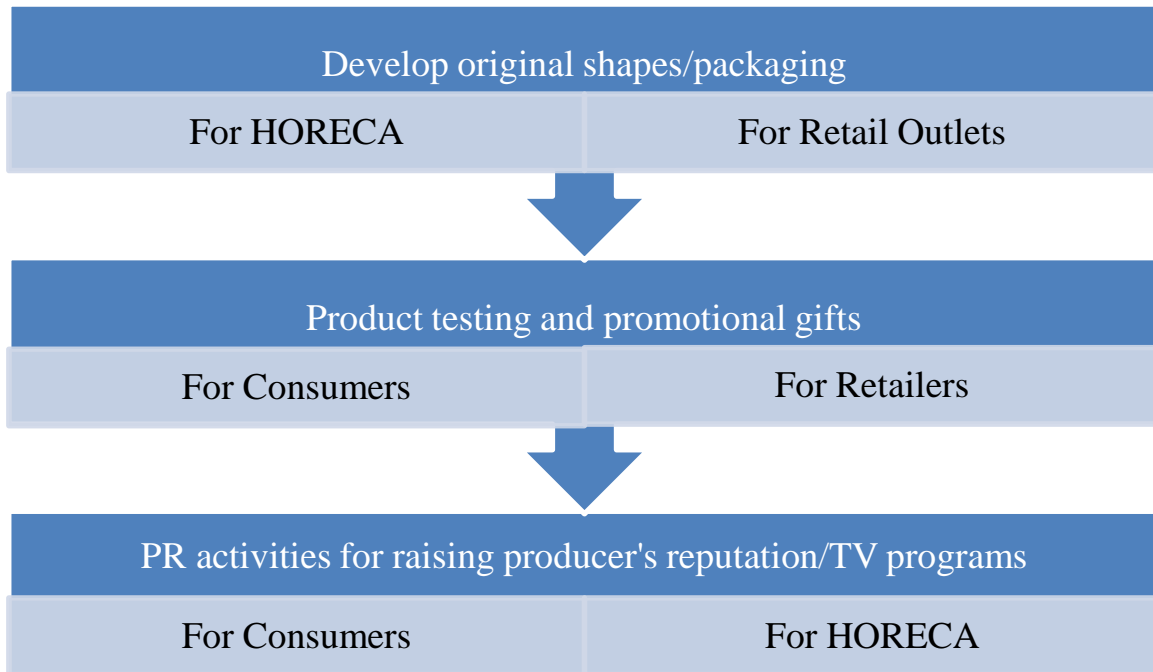 Develop original shapes/packaging
For HORECA
For Retail Outlets
Product testing and promotional gifts
For Consumers
For Retailers
PR activities for raising producer's reputation/TV programs
For Consumers
For HORECA